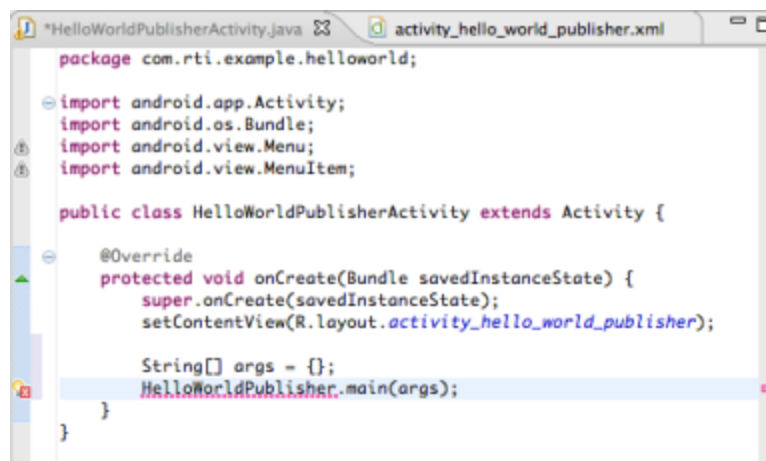 *HelloWorldPublisherActivity.java activity_hello_world_publisher.xml
package com.rti.example.helloworld;
import android.app.Activity;
import android.os.Bundle;
import android.view.Menu;
import android.view.MenuItem;
public class HelloWorldPublisherActivity extends Activity {
@Override
protected void onCreate(Bundle savedInstanceState) {
super.onCreate(savedInstanceState);
setContentView(R.layout.activity_hello_world_publisher);
String[] args = {};
HelloWorldPublisher.main(args);
}
}